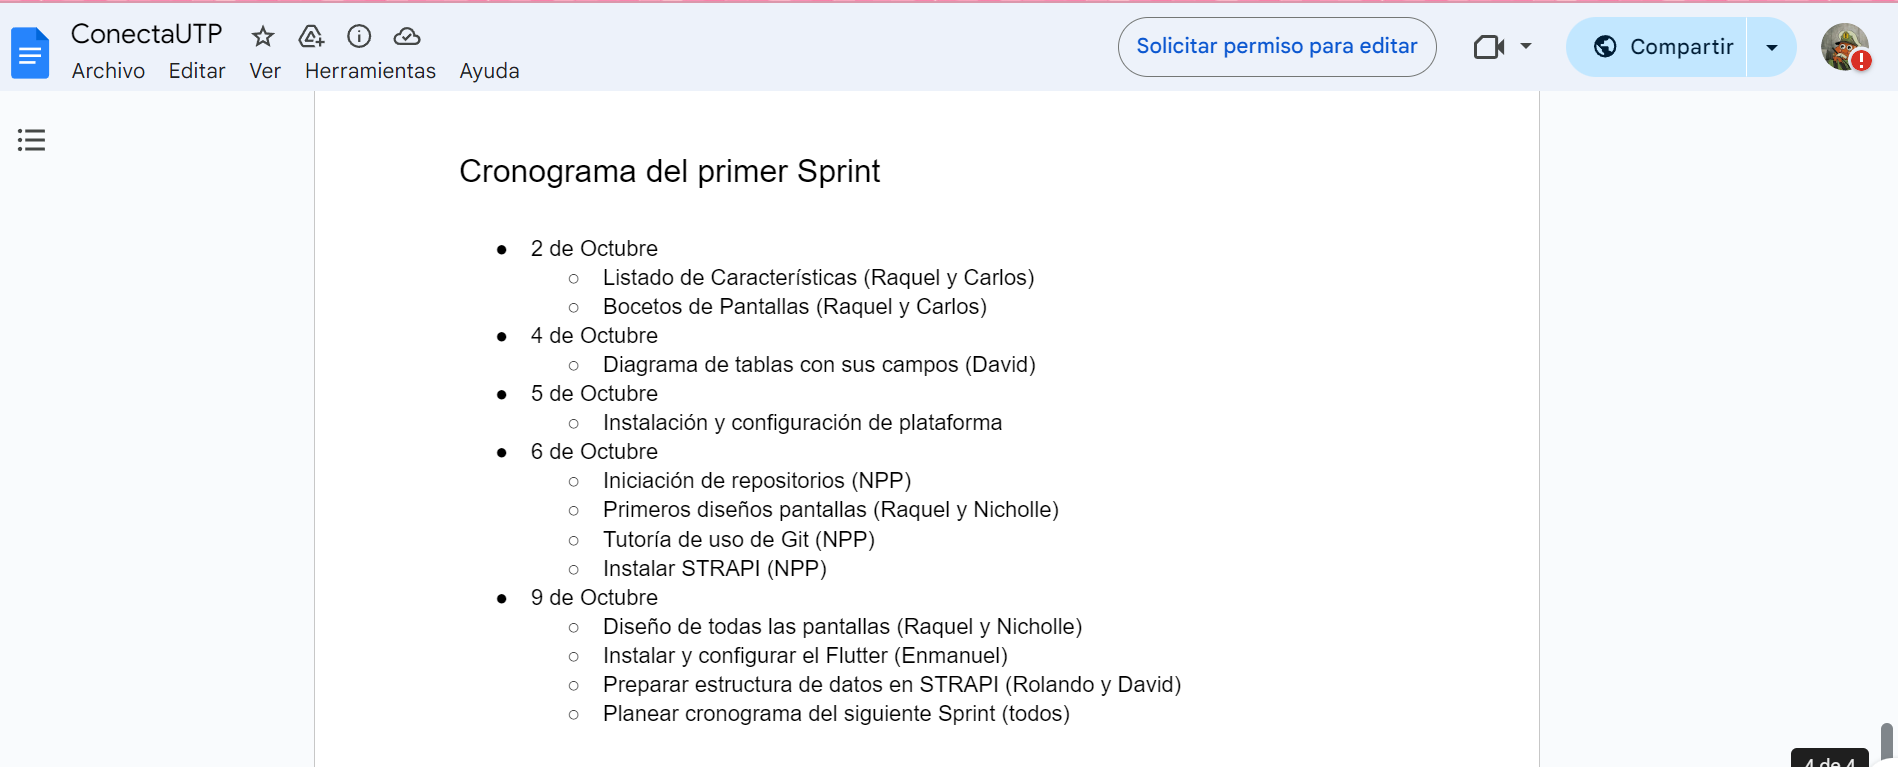 ConectaUTP
Archivo Editar Ver Herramientas Ayuda
Solicitar permiso para editar
Compartir
Cronograma del primer Sprint
● 2 de Octubre
○ Listado de Características (Raquel y Carlos)
○ Bocetos de Pantallas (Raquel y Carlos)
● 4 de Octubre
○ Diagrama de tablas con sus campos (David)
● 5 de Octubre
○ Instalación y configuración de plataforma
● 6 de Octubre
○ Iniciación de repositorios (NPP)
○ Primeros diseños pantallas (Raquel y Nicholle)
○ Tutoría de uso de Git (NPP)
○ Instalar STRAPI (NPP)
● 9 de Octubre
○ Diseño de todas las pantallas (Raquel y Nicholle)
○ Instalar y configurar el Flutter (Enmanuel)
○ Preparar estructura de datos en STRAPI (Rolando y David)
○ Planear cronograma del siguiente Sprint (todos)
4 de 4